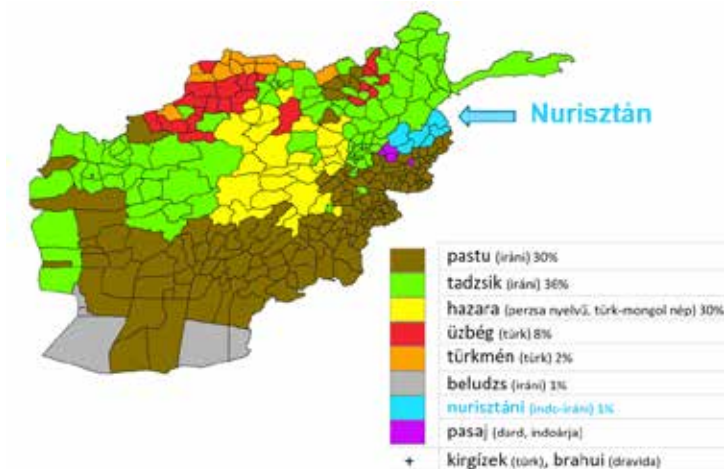 Nurisztán
pastu (iráni) 30%
tadzsik (iráni) 36%
hazara (perzsa nyelvű, türk-mongol nép) 30%
üzbég (türk) 8%
türkmén (türk) 2%
beludzs (iráni) 1%
nurisztáni (indo-iráni) 1%
pasaj (dard, indoárja)
+ kirgízek (türk), brahui (dravida)